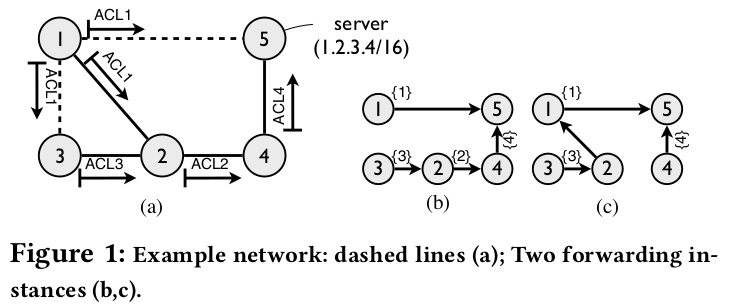 ACL1
server
(1.2.3.4/16)
1
5
ACL1
ACL1
ACL4
3
ACL3
2
ACL2
4
(a)
1
{1}
5
{4}
3
{3}
2
{2}
4
(b)
1
{1}
5
{4}
3
{3}
2
4
(c)
Figure 1: Example network: dashed lines (a); Two forwarding in-
stances (b,c).